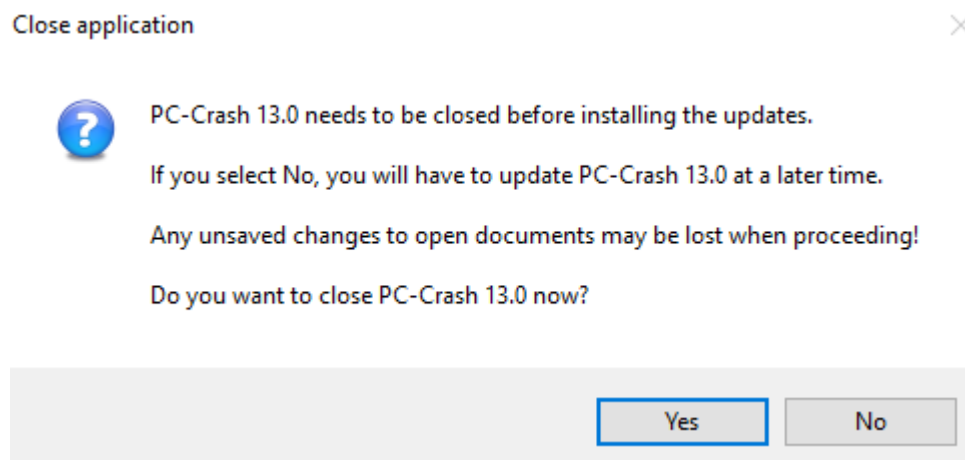 Close application
PC-Crash 13.0 needs to be closed before installing the updates.
If you select No, you will have to update PC-Crash 13.0 at a later time.
Any unsaved changes to open documents may be lost when proceeding!
Do you want to close PC-Crash 13.0 now?
Yes
No